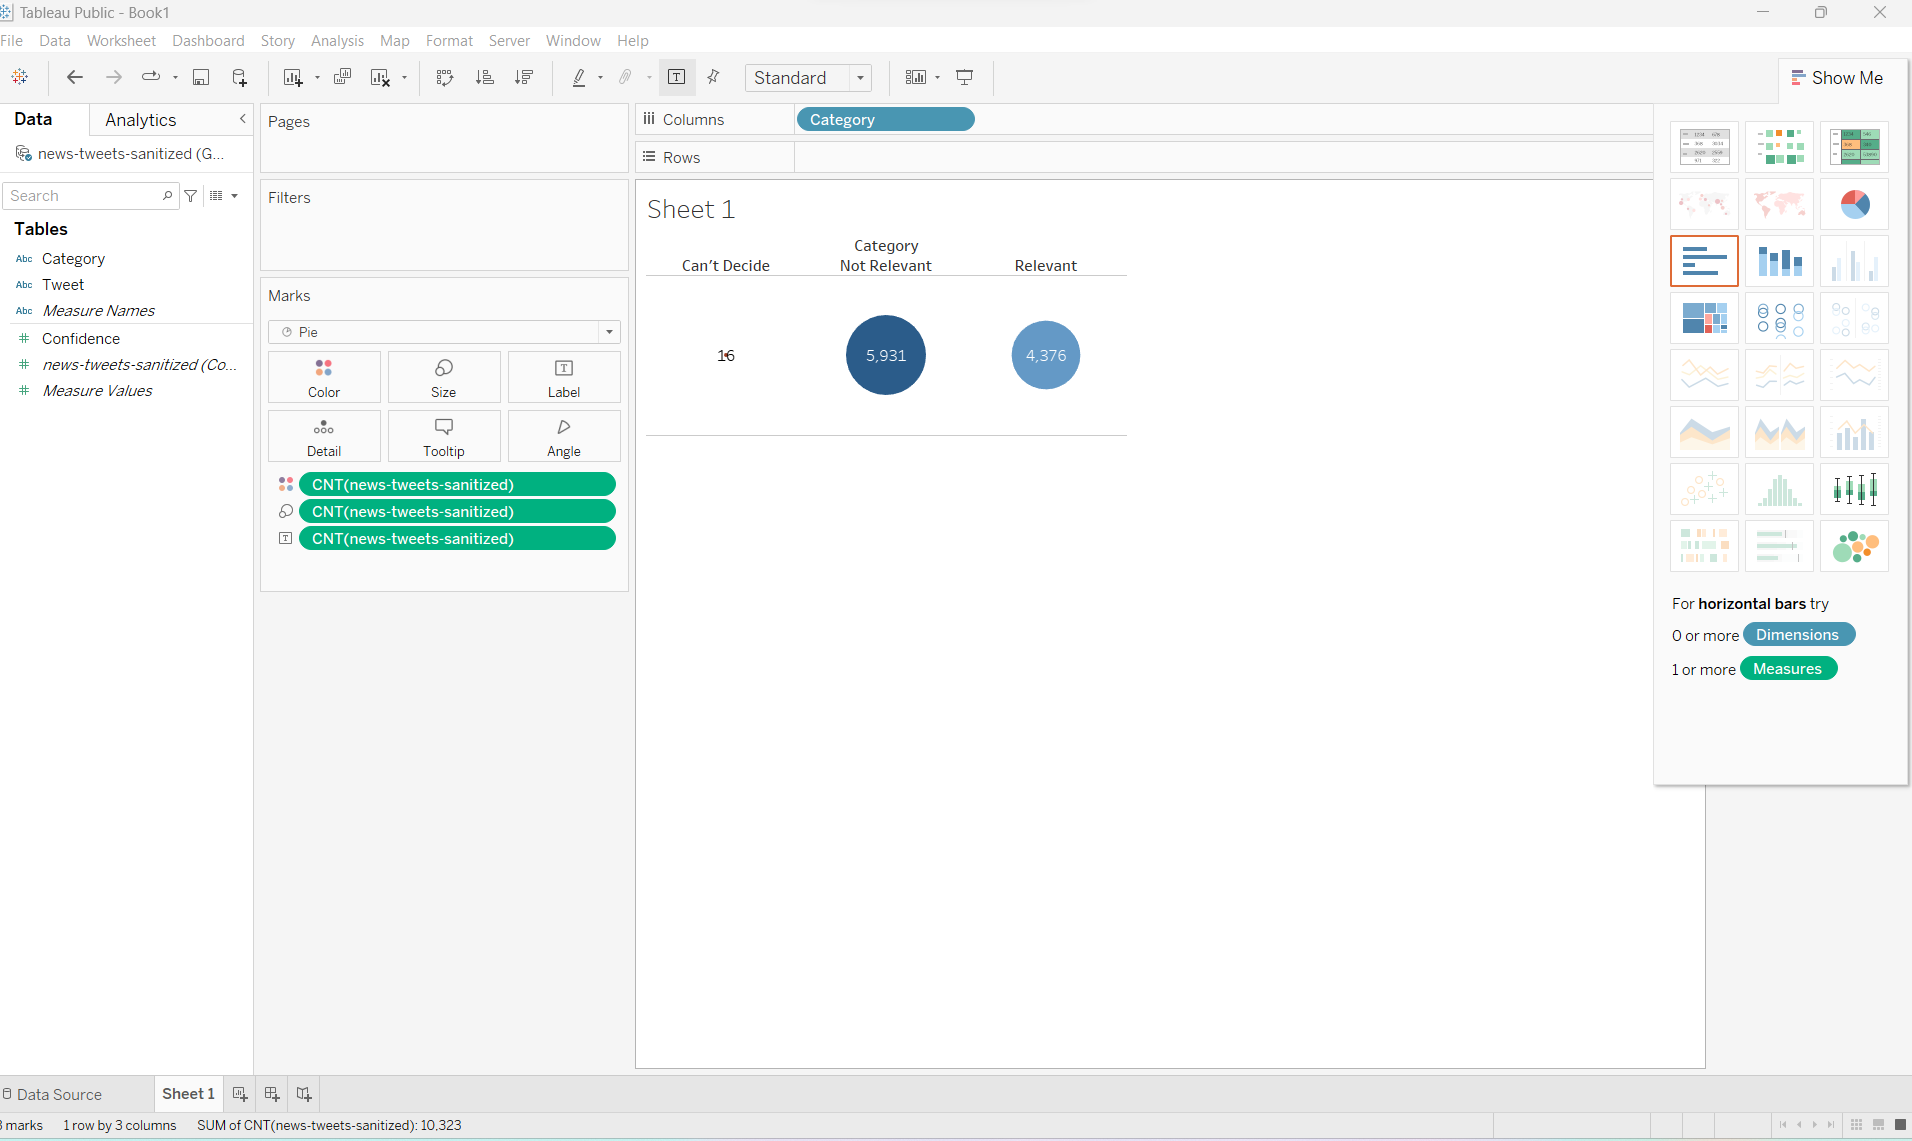 Tableau Public - Book1
File Data Worksheet Dashboard Story Analysis Map Format Server Window Help
Standard
Show Me
Data Analytics
news-tweets-sanitized (G...
Search
Tables
Abc Category
Abc Tweet
Abc Measure Names
# Confidence
# news-tweets-sanitized (Co...
# Measure Values
Pages
Filters
Marks
Pie
Color Size Label
Detail Tooltip Angle
CNT(news-tweets-sanitized)
CNT(news-tweets-sanitized)
CNT(news-tweets-sanitized)
Columns Category
Rows
Sheet 1
Category
Can't Decide Not Relevant Relevant
16 5,931 4,376
For horizontal bars try
0 or more Dimensions
1 or more Measures
Data Source Sheet 1
marks 1 row by 3 columns SUM of CNT(news-tweets-sanitized): 10,323